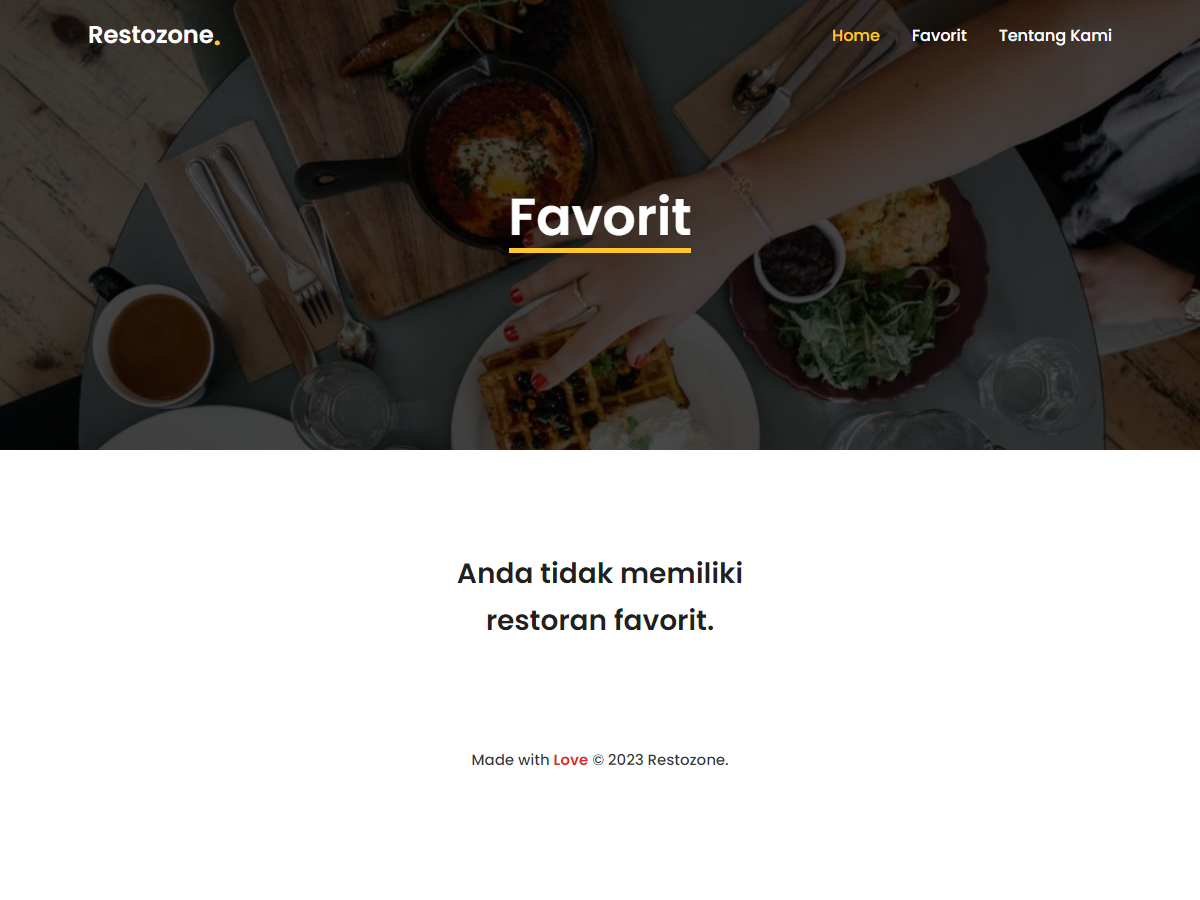 Restozone.
Home Favorit Tentang Kami
Favorit
Anda tidak memiliki
restoran favorit.
Made with Love © 2023 Restozone.